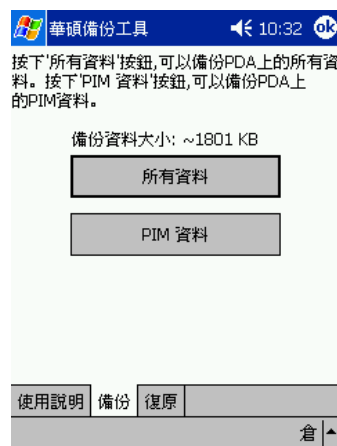 華碩備份工具 10:32 ok
按下'所有資料'按鈕,可以備份PDA上的所有資
料。按下'PIM 資料'按鈕,可以備份PDA上
的PIM資料。
備份資料大小: ~1801 KB
所有資料
PIM 資料
使用說明 備份 復原
倉